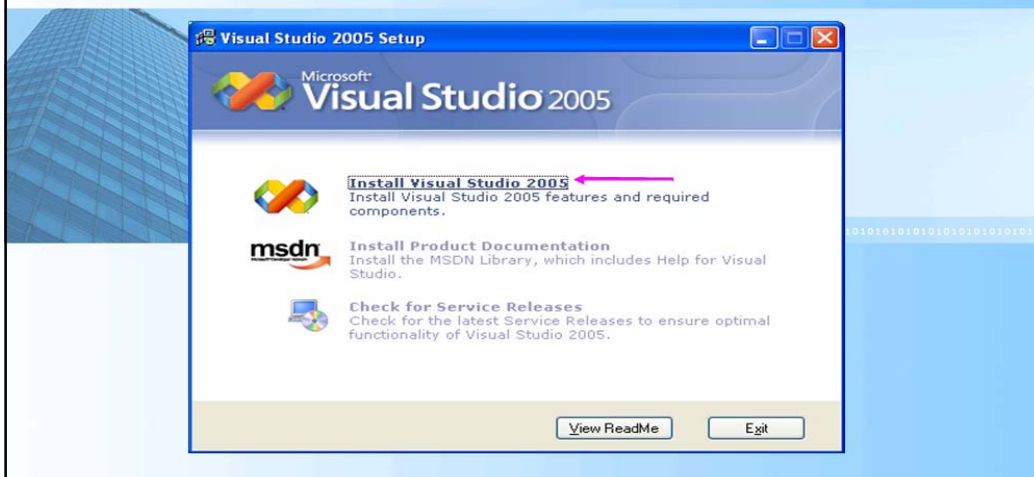 Visual Studio 2005 Setup
Microsoft
Visual Studio 2005
Install Visual Studio 2005
Install Visual Studio 2005 features and required
components.
msdn
Install Product Documentation
Install the MSDN Library, which includes Help for Visual
Studio.
Check for Service Releases
Check for the latest Service Releases to ensure optimal
functionality of Visual Studio 2005.
View ReadMe
Exit
1010101010101010101010101